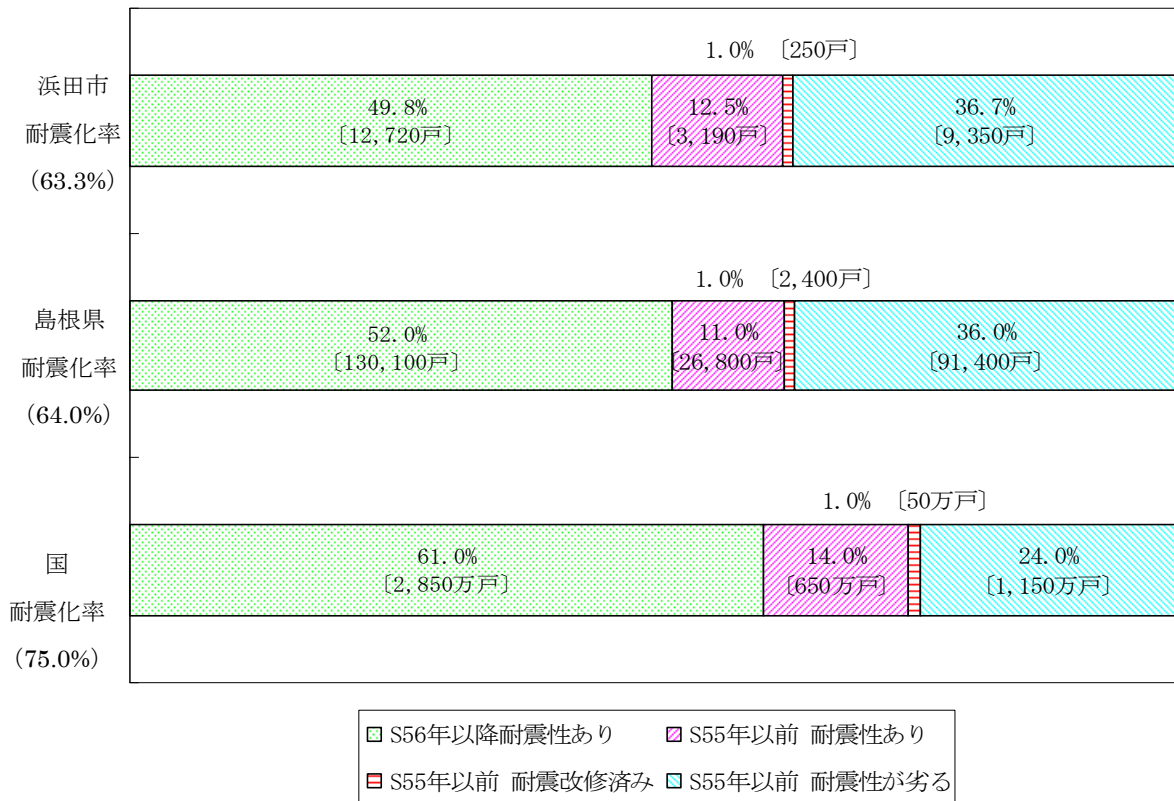 1.0% 〔250戸〕
浜田市
耐震化率
(63.3%)
49.8%
〔12,720戸〕
12.5%
〔3,190戸〕
36.7%
〔9,350戸〕
1.0% 〔2,400戸〕
島根県
耐震化率
(64.0%)
52.0%
〔130,100戸〕
11.0%
〔26,800戸〕
36.0%
〔91,400戸〕
1.0% 〔50万戸〕
国
耐震化率
(75.0%)
61.0%
〔2,850万戸〕
14.0%
〔650万戸〕
24.0%
〔1,150万戸〕
S56年以降耐震性あり
S55年以前 耐震性あり
S55年以前 耐震改修済み
S55年以前 耐震性が劣る